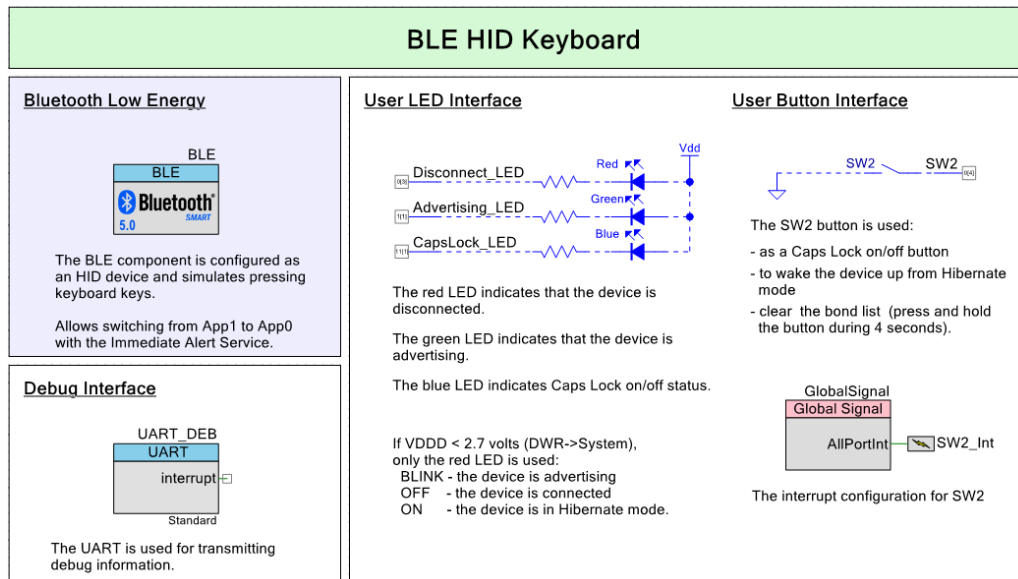 BLE HID Keyboard
Bluetooth Low Energy
BLE
BLE
Bluetooth®
SMART
5.0
The BLE component is configured as
an HID device and simulates pressing
keyboard keys.
Allows switching from App1 to App0
with the Immediate Alert Service.
Debug Interface
UART_DEB
UART
interrupt
Standard
The UART is used for transmitting
debug information.
User LED Interface
Vdd
Red
0[3] Disconnect_LED
Green
1[1] Advertising_LED
Blue
11[1] CapsLock_LED
The red LED indicates that the device is
disconnected.
The green LED indicates that the device is
advertising.
The blue LED indicates Caps Lock on/off status.
If VDDD < 2.7 volts (DWR->System),
only the red LED is used:
BLINK - the device is advertising
OFF - the device is connected
ON - the device is in Hibernate mode.
User Button Interface
SW2 SW2 0[4]
The SW2 button is used:
- as a Caps Lock on/off button
- to wake the device up from Hibernate
mode
- clear the bond list (press and hold
the button during 4 seconds).
GlobalSignal
Global Signal
AllPortInt SW2_Int
The interrupt configuration for SW2